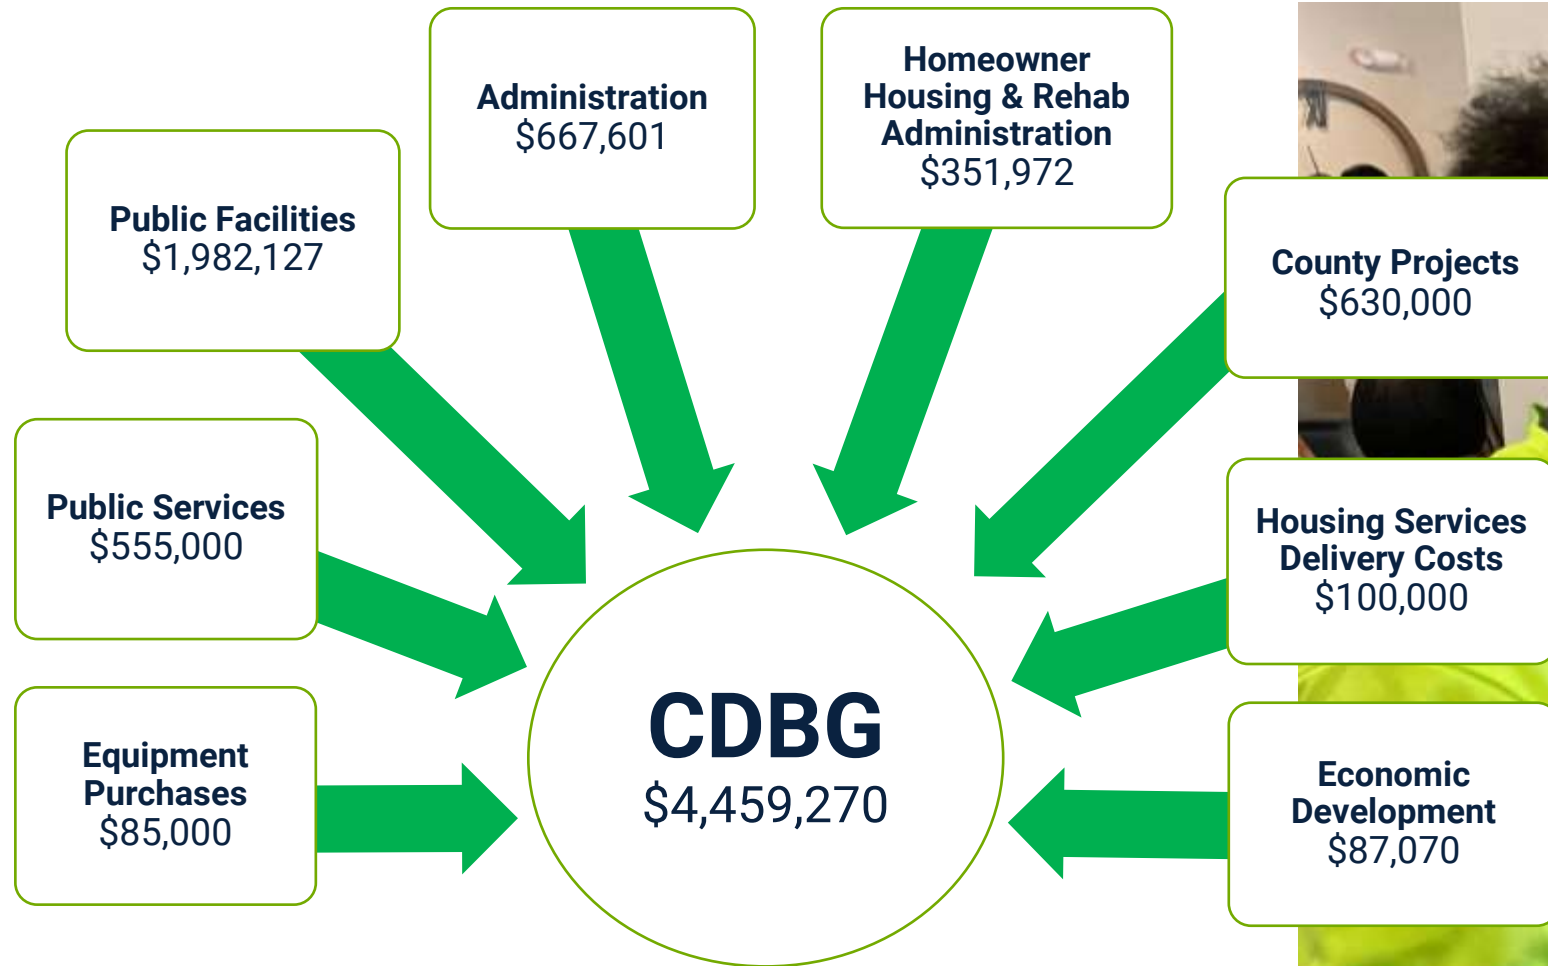 Administration
$667,601
Homeowner
Housing & Rehab
Administration
$351,972
Public Facilities
$1,982,127
County Projects
$630,000
Public Services
$555,000
Housing Services
Delivery Costs
$100,000
Equipment
Purchases
$85,000
CDBG
$4,459,270
Economic
Development
$87,070